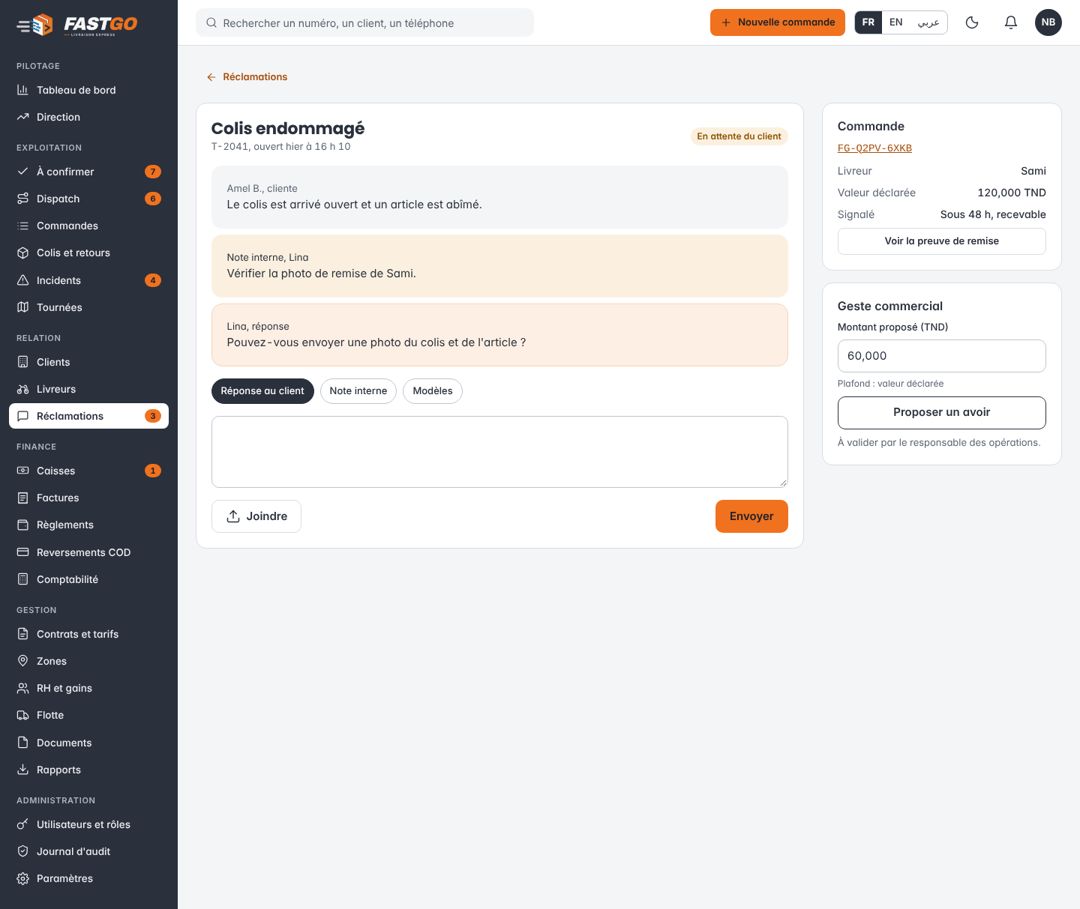 FASTGO
LIVRAISON EXPRESS
PILOTAGE
Tableau de bord
Direction
EXPLOITATION
À confirmer 7
Dispatch 6
Commandes
Colis et retours
Incidents 4
Tournées
RELATION
Clients
Livreurs
Réclamations 3
FINANCE
Caisses 1
Factures
Règlements
Reversements COD
Comptabilité
GESTION
Contrats et tarifs
Zones
RH et gains
Flotte
Documents
Rapports
ADMINISTRATION
Utilisateurs et rôles
Journal d'audit
Paramètres
Rechercher un numéro, un client, un téléphone
+ Nouvelle commande
FR EN عربي
NB
← Réclamations
Colis endommagé
T-2041, ouvert hier à 16 h 10
En attente du client
Amel B., cliente
Le colis est arrivé ouvert et un article est abîmé.
Note interne, Lina
Vérifier la photo de remise de Sami.
Lina, réponse
Pouvez-vous envoyer une photo du colis et de l'article ?
Réponse au client Note interne Modèles
Joindre
Envoyer
Commande
FG-Q2PV-6XKB
Livreur Sami
Valeur déclarée 120,000 TND
Signalé Sous 48 h, recevable
Voir la preuve de remise
Geste commercial
Montant proposé (TND)
60,000
Plafond : valeur déclarée
Proposer un avoir
À valider par le responsable des opérations.